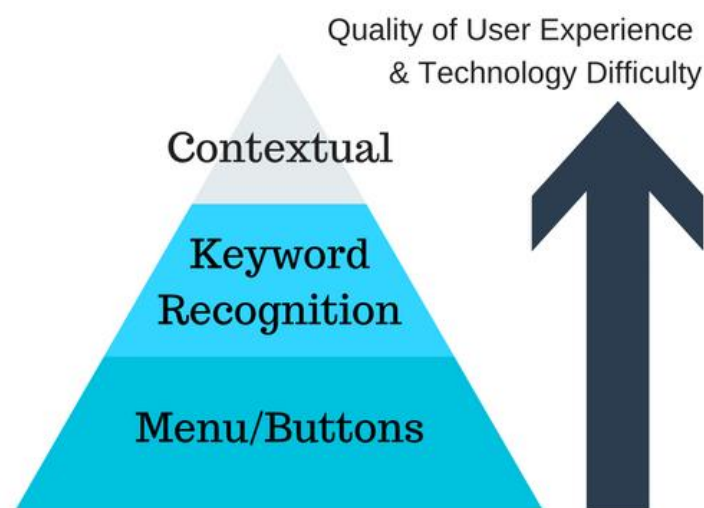 Quality of User Experience
& Technology Difficulty
Contextual
Keyword
Recognition
Menu/Buttons